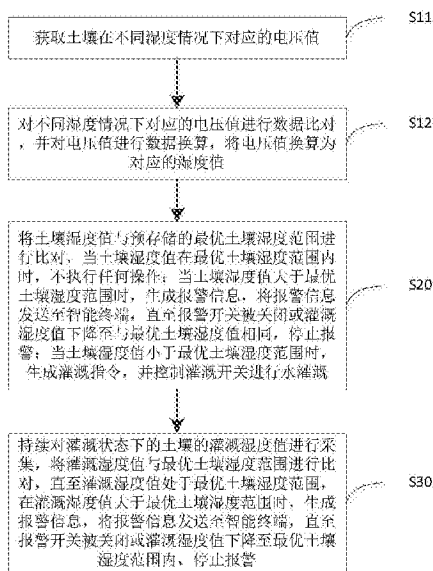 获取土壤在不同湿度情况下对应的电压值
S11
对不同湿度情况下对应的电压值进行数据比对
，并对电压值进行数据换算，将电压值换算为
对应的湿度值
S12
将土壤湿度值与预存储的最优土壤湿度范围进
行比对，当土壤湿度值在最优土壤湿度范围内
时，不执行任何操作；当土壤湿度值大于最优
土壤湿度范围时，生成报警信息，将报警信息
发送至智能终端，直至报警开关被关闭或灌溉
湿度值下降至与最优土壤湿度值相同，停止报
警；当土壤湿度值小于最优土壤湿度范围时，
生成灌溉指令，并控制灌溉开关进行水灌溉
S20
持续对灌溉状态下的土壤的灌溉湿度值进行采
集，将灌溉湿度值与最优土壤湿度范围进行比
对，直至灌溉湿度值处于最优土壤湿度范围，
在灌溉湿度值大于最优土壤湿度范围时，生成
报警信息，将报警信息发送至智能终端，直至
报警开关被关闭或灌溉湿度值下降至最优土壤
湿度范围内、停止报警
S30